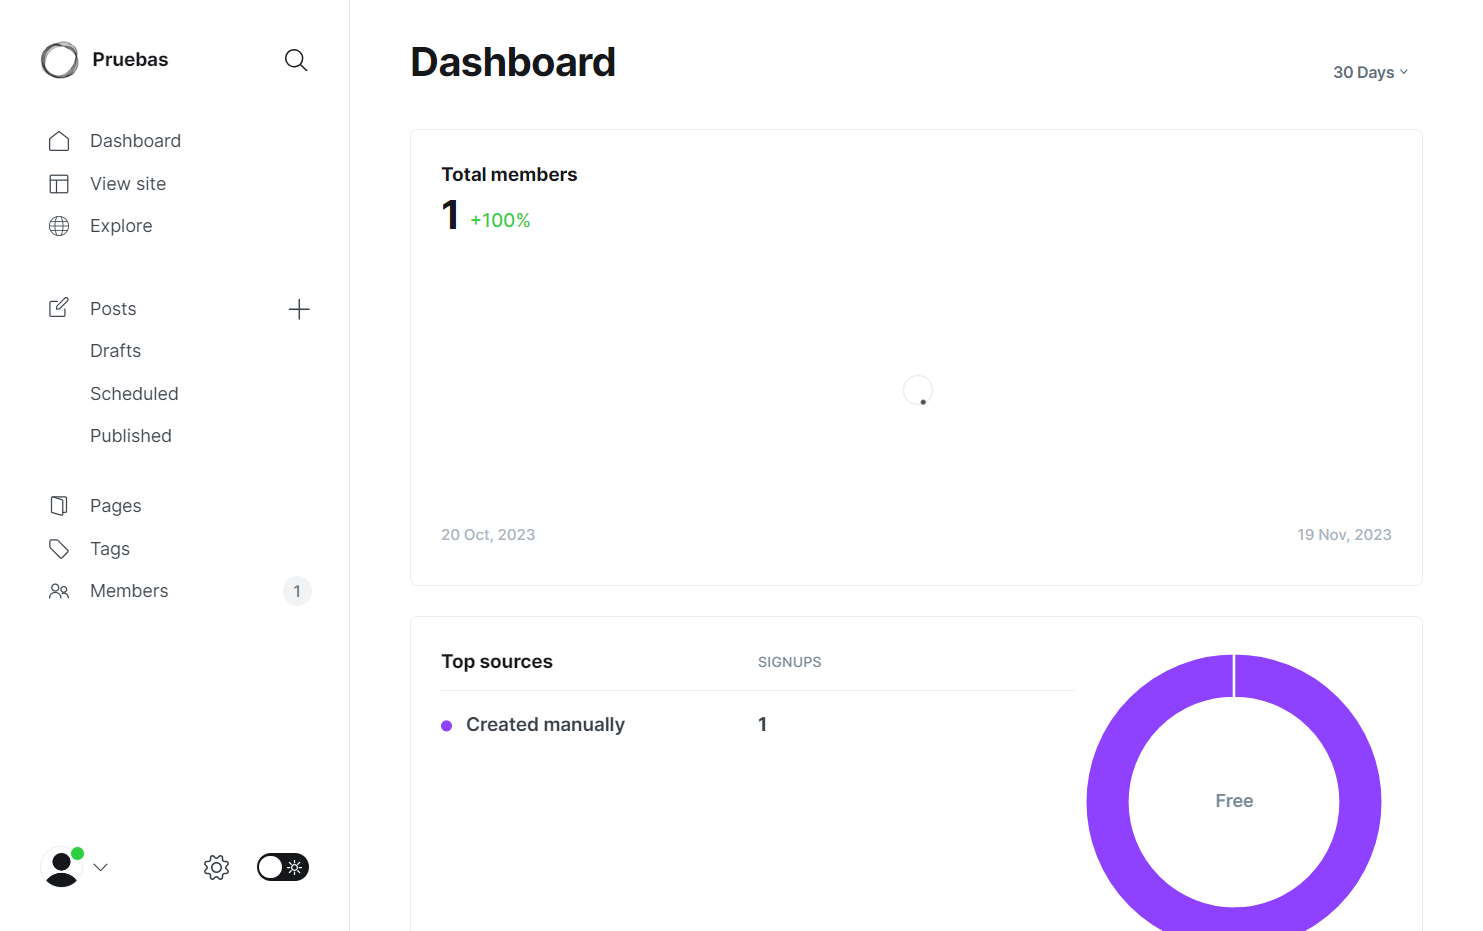 Pruebas
Dashboard
View site
Explore
Posts
Drafts
Scheduled
Published
Pages
Tags
Members
1
Dashboard
30 Days
Total members
1 +100%
20 Oct, 2023
19 Nov, 2023
Top sources
SIGNUPS
Created manually
1
Free